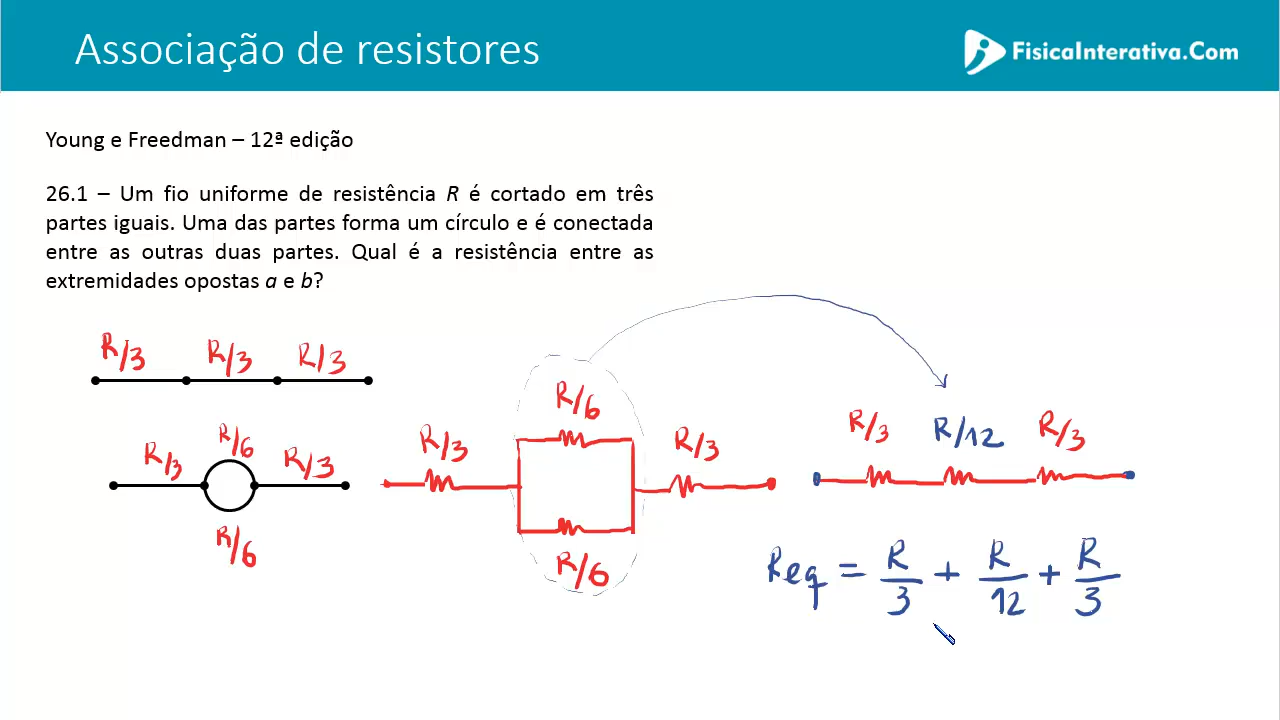 Associação de resistores
FisicaInterativa.Com
Young e Freedman – 12ª edição
26.1 – Um fio uniforme de resistência R é cortado em três
partes iguais. Uma das partes forma um círculo e é conectada
entre as outras duas partes. Qual é a resistência entre as
extremidades opostas a e b?
R/3 R/3 R/3
R/3 R/6 R/3
R/6
R/3 R/6 R/3
R/6
R/3 R/12 R/3
Req = R/3 + R/12 + R/3